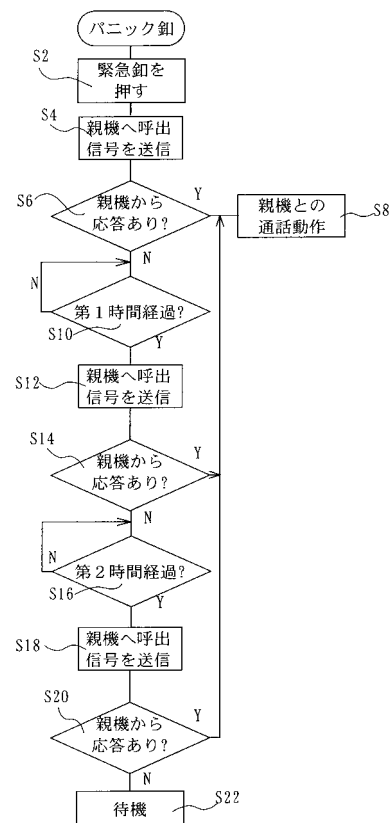 パニック釦
S2
緊急釦を
押す
S4
親機へ呼出
信号を送信
S6
親機から
応答あり?
Y
N
親機との
通話動作
S8
N
第1時間経過?
S10
Y
S12
親機へ呼出
信号を送信
S14
親機から
応答あり?
Y
N
N
第2時間経過?
S16
Y
S18
親機へ呼出
信号を送信
S20
親機から
応答あり?
Y
N
待機
S22